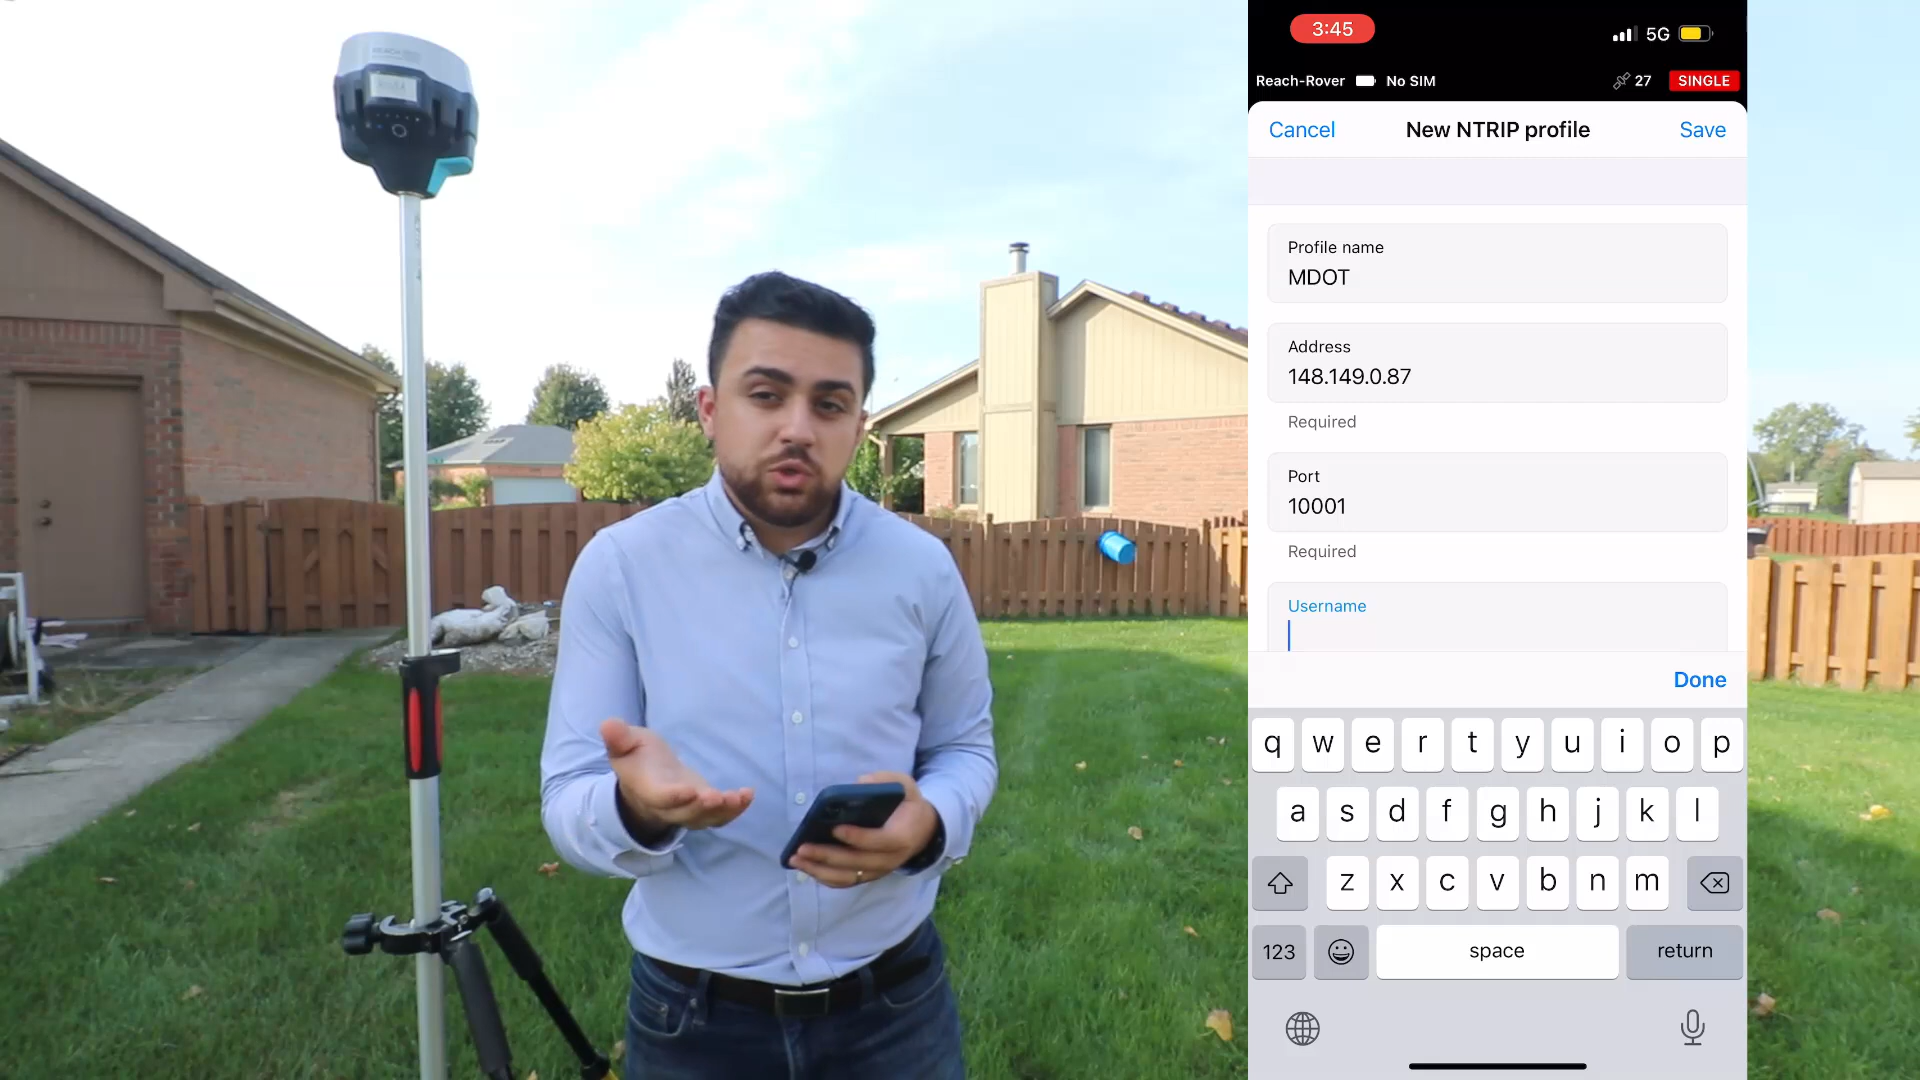 REACH
3:45
5G
Reach-Rover No SIM 27 SINGLE
Cancel New NTRIP profile Save
Profile name
MDOT
Address
148.149.0.87
Required
Port
10001
Required
Username
Done
q w e r t y u i o p
a s d f g h j k l
z x c v b n m
123 space return